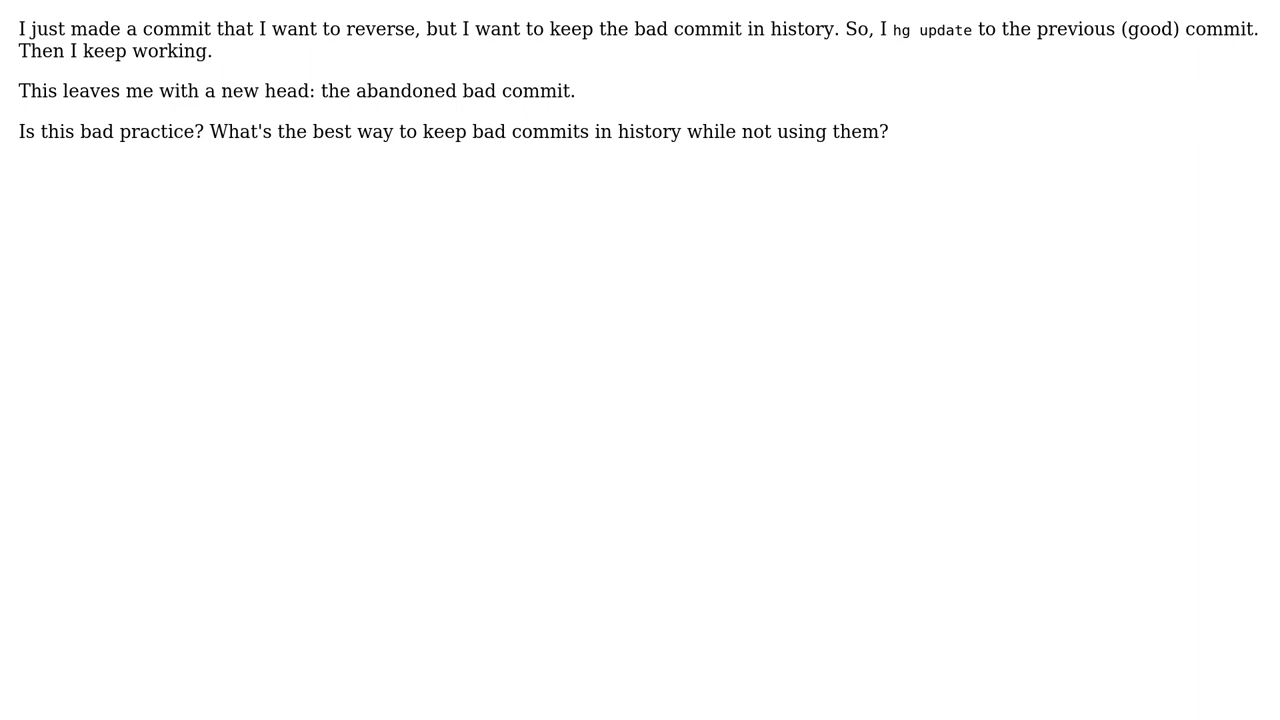 I just made a commit that I want to reverse, but I want to keep the bad commit in history. So, I hg update to the previous (good) commit.
Then I keep working.
This leaves me with a new head: the abandoned bad commit.
Is this bad practice? What's the best way to keep bad commits in history while not using them?